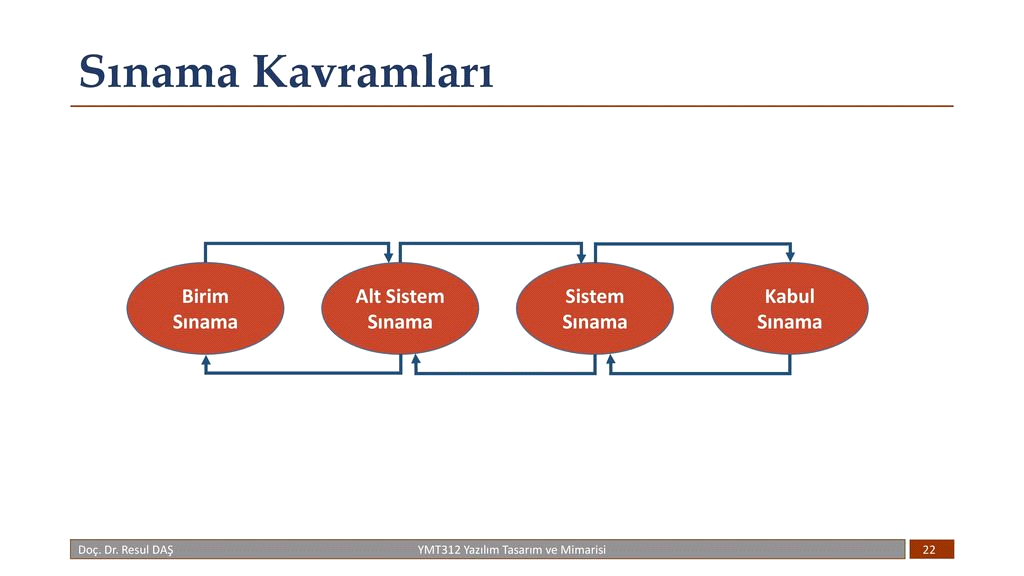 Sınama Kavramları
Birim
Sınama
Alt Sistem
Sınama
Sistem
Sınama
Kabul
Sınama
Doç. Dr. Resul DAŞ
YMT312 Yazılım Tasarım ve Mimarisi
22